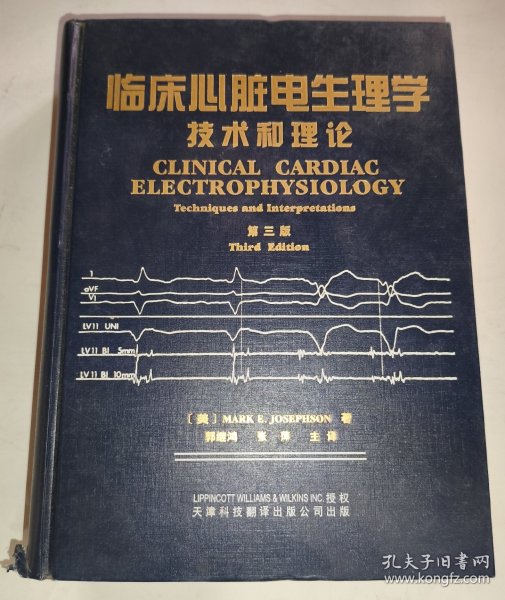 临床心脏电生理学
技术和理论
CLINICAL CARDIAC
ELECTROPHYSIOLOGY
Techniques and Interpretations
第三版
Third Edition
1
aVF
V1
LV11 UNI
LV11 BI 5mm
LV11 BI 10mm
[美] MARK E. JOSEPHSON 著
郭继鸿 张萍 主译
LIPPINCOTT WILLIAMS & WILKINS INC. 授权
天津科技翻译出版公司出版
孔夫子旧书网
www.kongfz.com